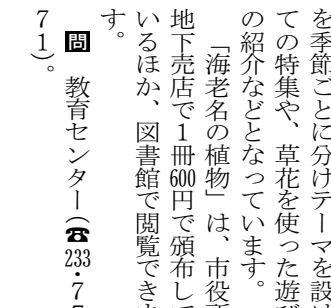 を季節ごとに分けテーマを設い
ての特集や、草花を使った遊び
の紹介などとなっています。
「海老名の植物」は、市役
地下売店で1冊600円で頒布して
いるほか、図書館で閲覧できま
す。
問 教育センター(☎233・7
71)。